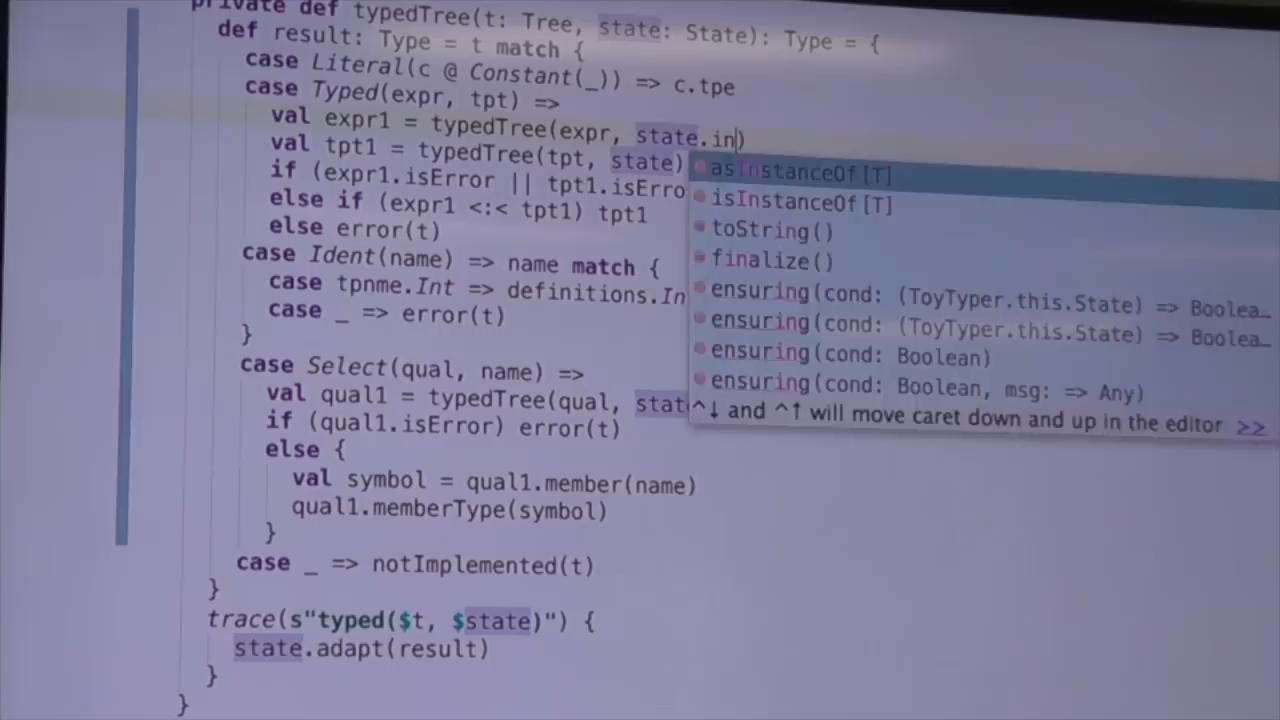 private def typedTree(t: Tree, state: State): Type = {
def result: Type = t match {
case Literal(c @ Constant(_)) => c.tpe
case Typed(expr, tpt) =>
val expr1 = typedTree(expr, state.in)
val tpt1 = typedTree(tpt, state)
if (expr1.isError || tpt1.isErro
else if (expr1 <:< tpt1) tpt1
else error(t)
case Ident(name) => name match {
case tpnme.Int => definitions.In
case _ => error(t)
}
case Select(qual, name) =>
val qual1 = typedTree(qual, stat
if (qual1.isError) error(t)
else {
val symbol = qual1.member(name)
qual1.memberType(symbol)
}
case _ => notImplemented(t)
}
trace(s"typed($t, $state)") {
state.adapt(result)
}
}
asInstanceOf[T]
isInstanceOf[T]
toString()
finalize()
ensuring(cond: (ToyTyper.this.State) => Boolea…
ensuring(cond: (ToyTyper.this.State) => Boolea…
ensuring(cond: Boolean)
ensuring(cond: Boolean, msg: => Any)
^↓ and ^↑ will move caret down and up in the editor >>